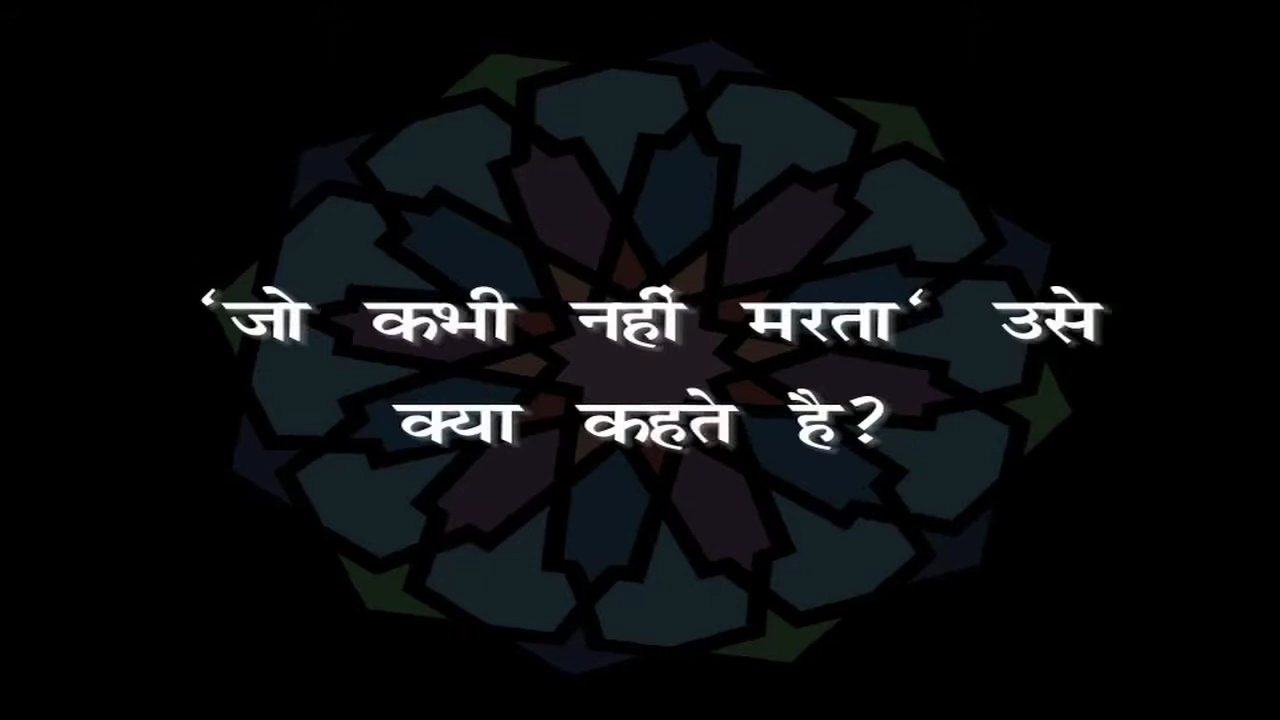 ‘जो कभी नहीं मरता‘ उसे
क्या कहते है?